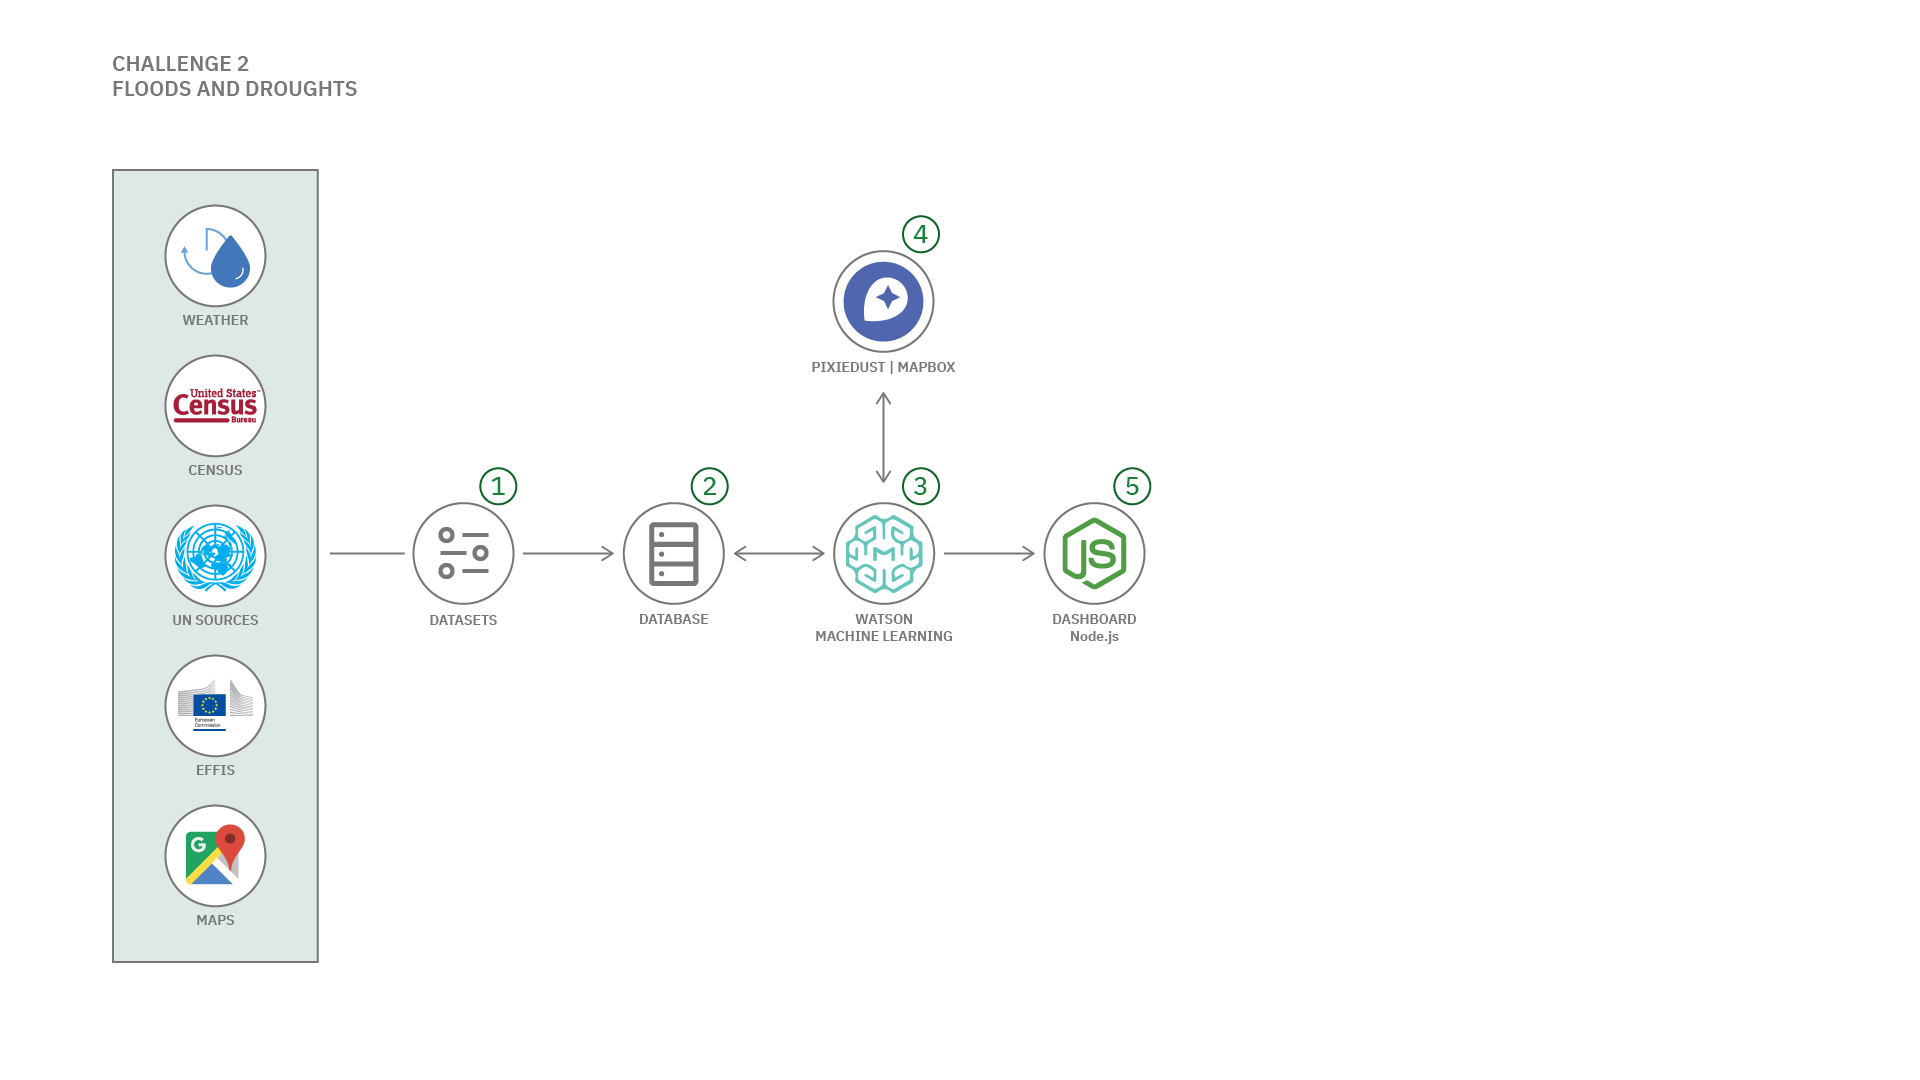 CHALLENGE 2
FLOODS AND DROUGHTS
WEATHER
United States™
Census
Bureau
CENSUS
UN SOURCES
European
Commission
EFFIS
G
MAPS
1
DATASETS
2
DATABASE
4
PIXIEDUST | MAPBOX
3
M
WATSON
MACHINE LEARNING
5
JS
DASHBOARD
Node.js